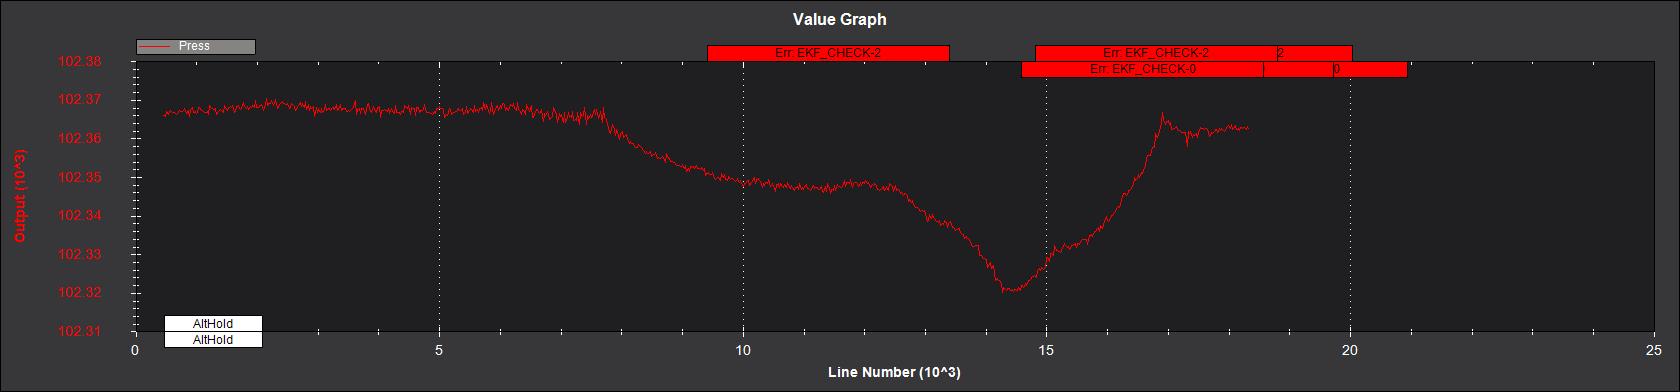 Value Graph
Press
Err: EKF_CHECK-2
Err: EKF_CHECK-2
2
Err: EKF_CHECK-0
0
102.38
102.37
102.36
102.35
102.34
102.33
102.32
102.31
Output (10^3)
AltHold
AltHold
0
5
10
15
20
25
Line Number (10^3)